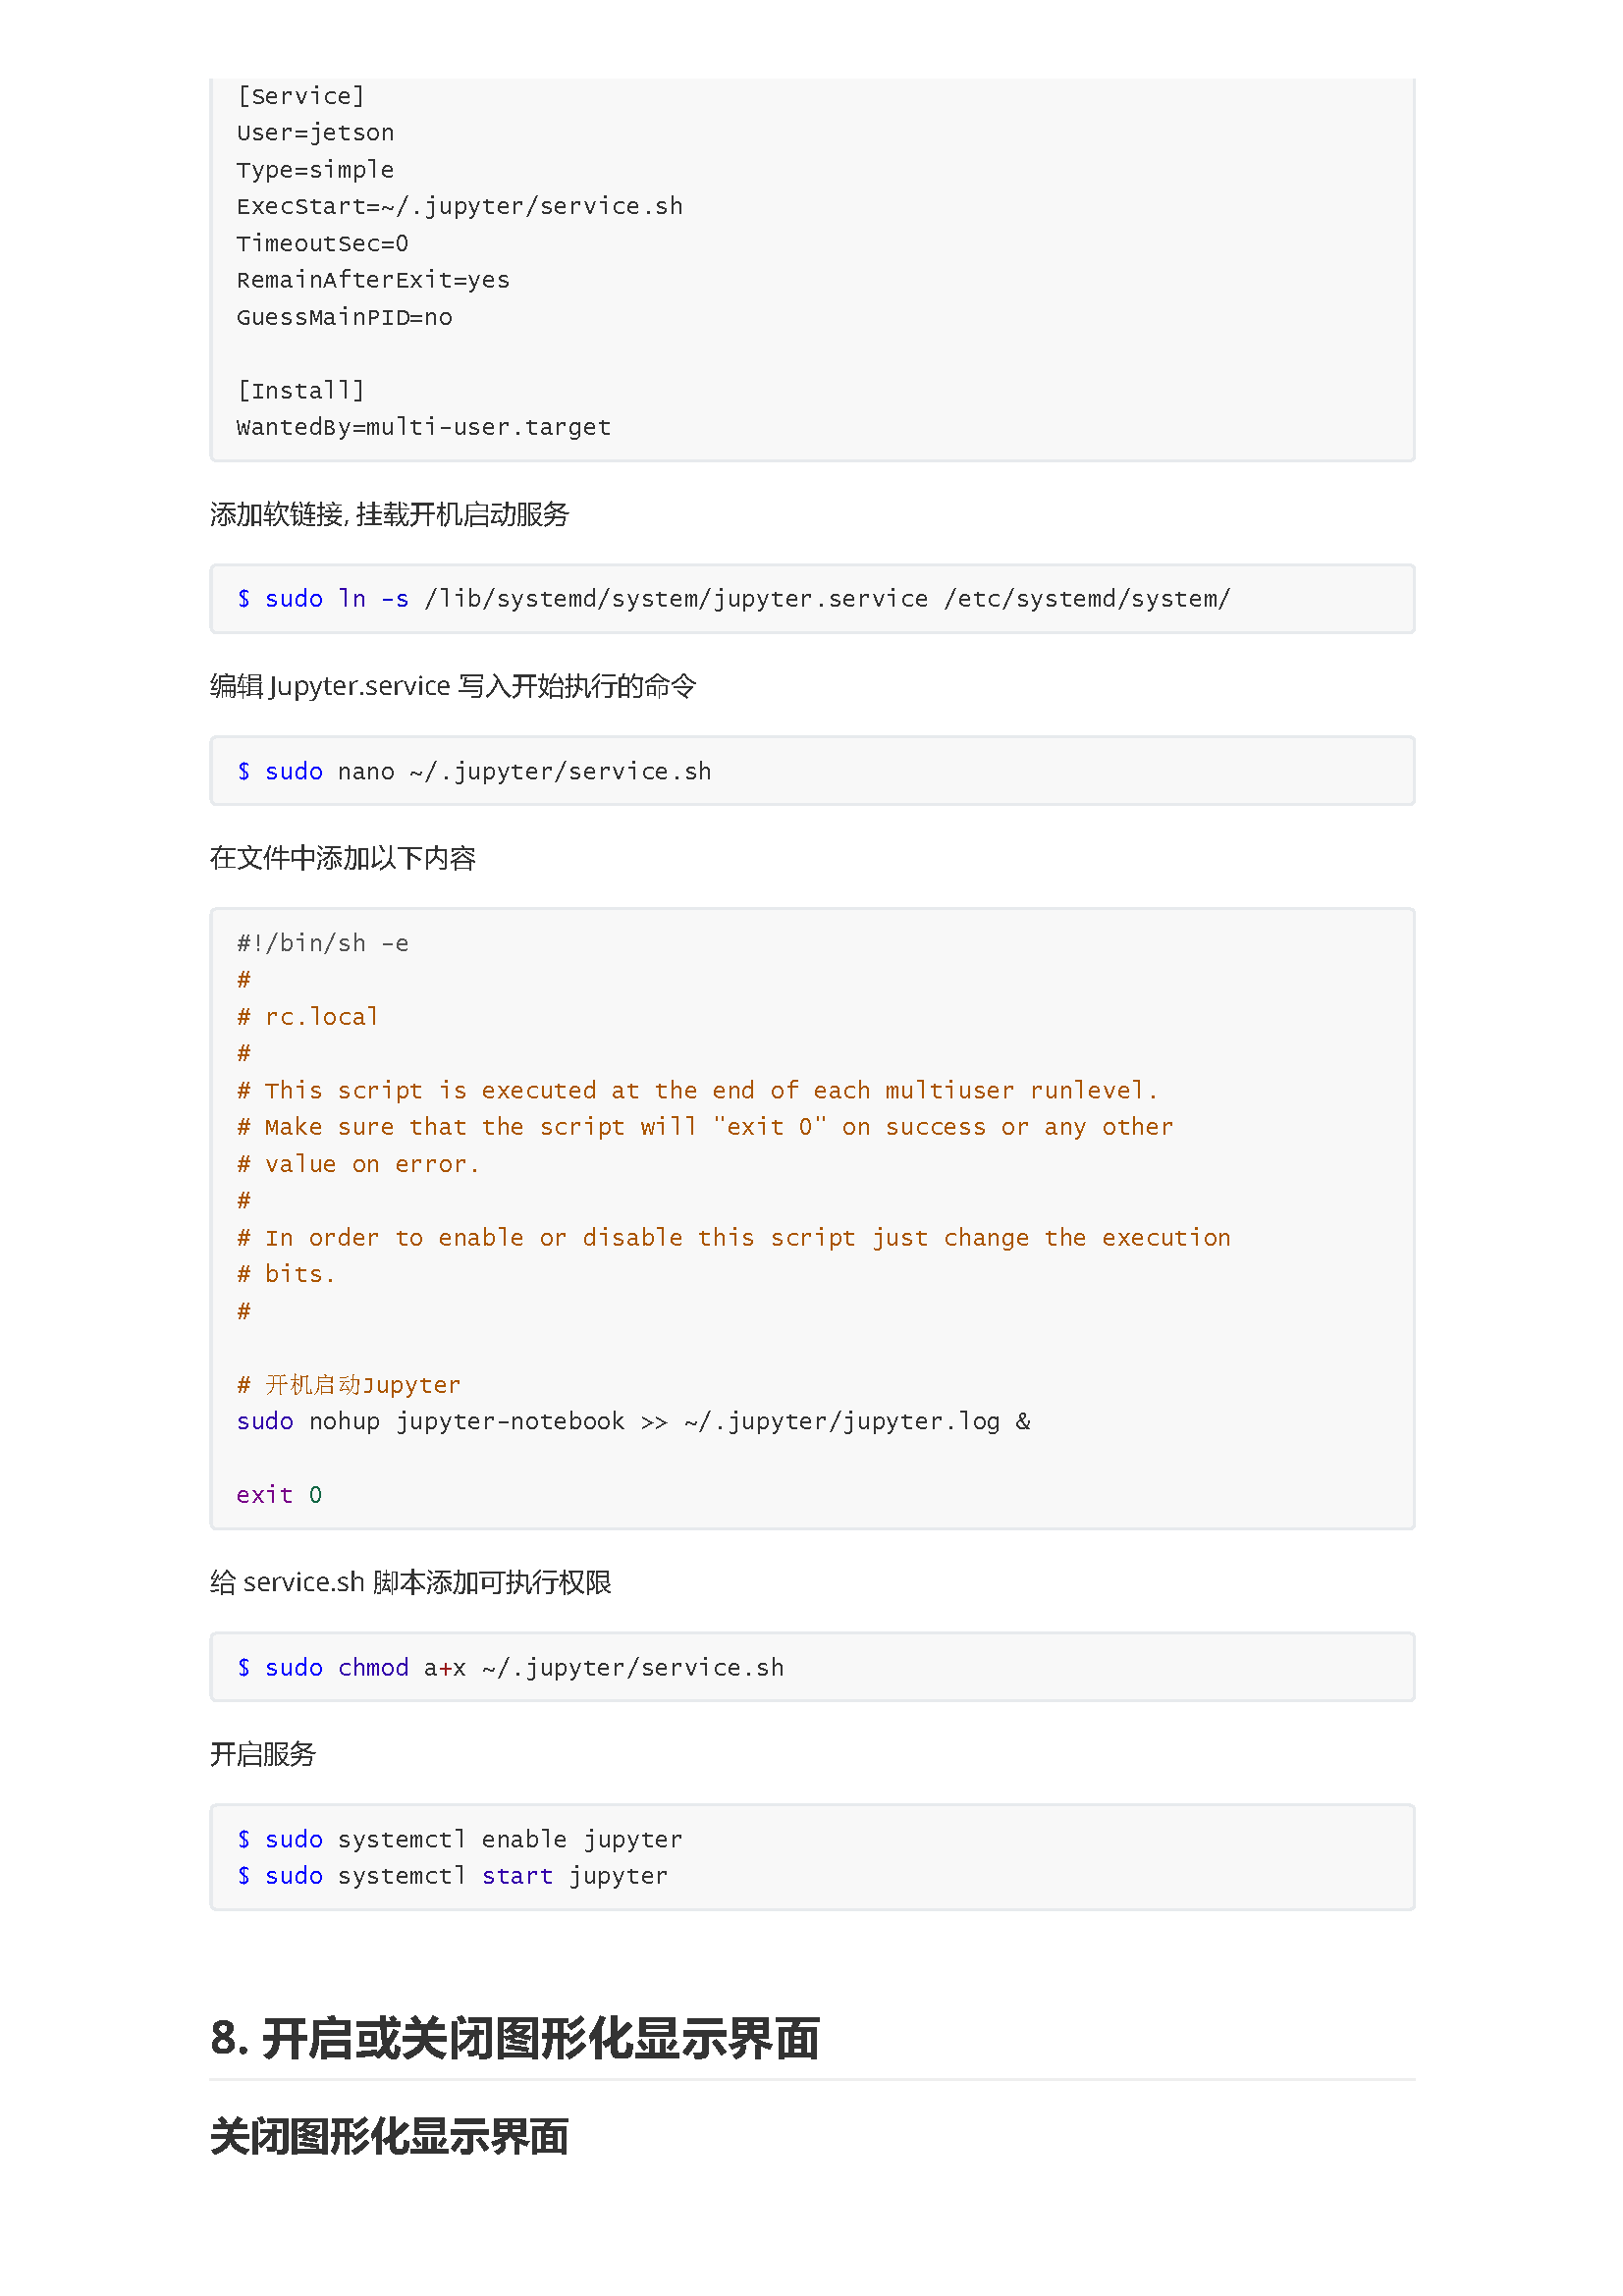 [Service]
User=jetson
Type=simple
ExecStart=~/.jupyter/service.sh
TimeoutSec=0
RemainAfterExit=yes
GuessMainPID=no
[Install]
WantedBy=multi-user.target
添加软链接, 挂载开机启动服务
$ sudo ln -s /lib/systemd/system/jupyter.service /etc/systemd/system/
编辑 Jupyter.service 写入开始执行的命令
$ sudo nano ~/.jupyter/service.sh
在文件中添加以下内容
#!/bin/sh -e
#
# rc.local
#
# This script is executed at the end of each multiuser runlevel.
# Make sure that the script will "exit 0" on success or any other
# value on error.
#
# In order to enable or disable this script just change the execution
# bits.
#
# 开机启动Jupyter
sudo nohup jupyter-notebook >> ~/.jupyter/jupyter.log &
exit 0
给 service.sh 脚本添加可执行权限
$ sudo chmod a+x ~/.jupyter/service.sh
开启服务
$ sudo systemctl enable jupyter
$ sudo systemctl start jupyter
8. 开启或关闭图形化显示界面
关闭图形化显示界面